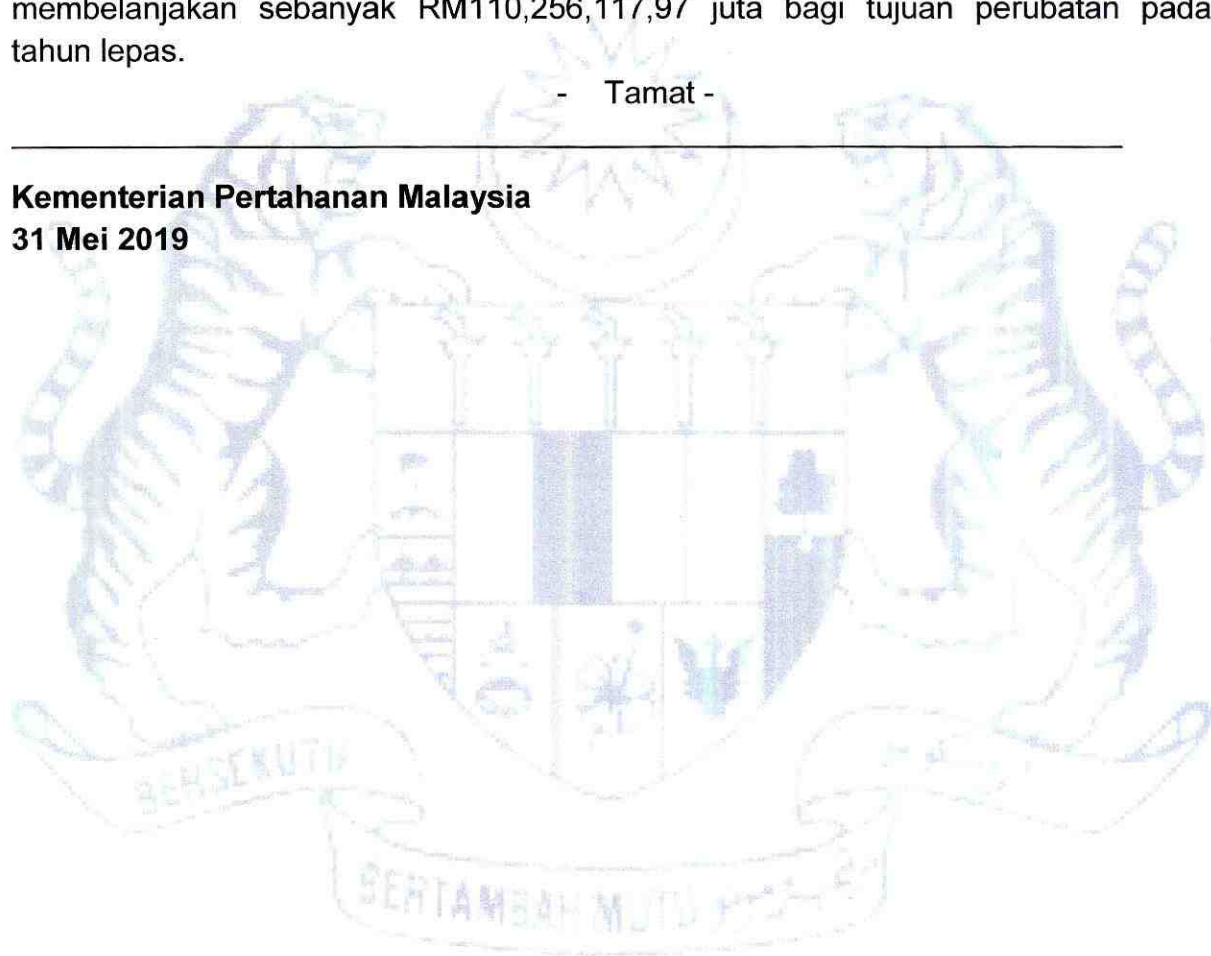 membelanjakan sebanyak RM110,256,117,97 juta bagi tujuan perubatan pada
tahun lepas.
- Tamat -
Kementerian Pertahanan Malaysia
31 Mei 2019
BERSEKUTU
BERTAMBAH MUTU